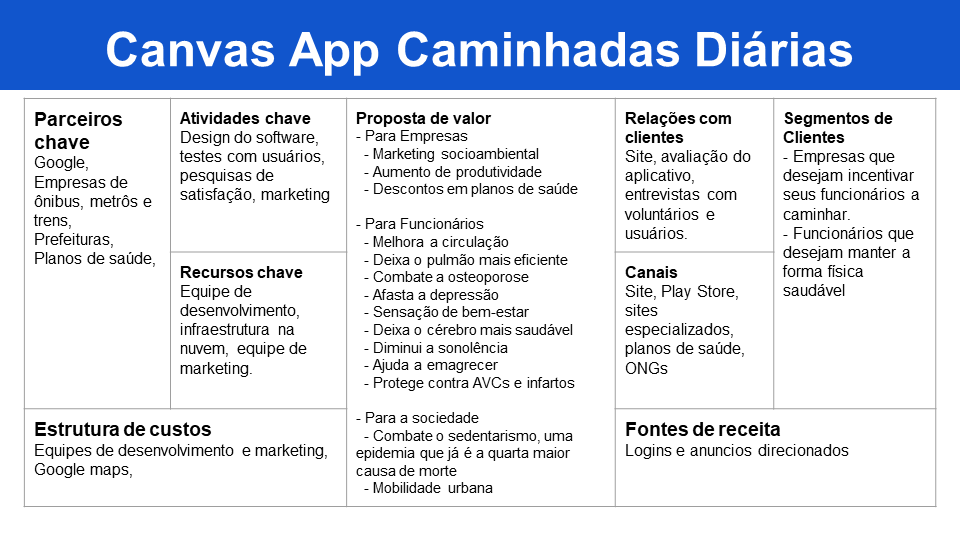 Canvas App Caminhadas Diárias
Parceiros
chave
Google,
Empresas de
ônibus, metrôs e
trens,
Prefeituras,
Planos de saúde,
Atividades chave
Design do software,
testes com usuários,
pesquisas de
satisfação, marketing
Recursos chave
Equipe de
desenvolvimento,
infraestrutura na
nuvem, equipe de
marketing.
Proposta de valor
- Para Empresas
- Marketing socioambiental
- Aumento de produtividade
- Descontos em planos de saúde
- Para Funcionários
- Melhora a circulação
- Deixa o pulmão mais eficiente
- Combate a osteoporose
- Afasta a depressão
- Sensação de bem-estar
- Deixa o cérebro mais saudável
- Diminui a sonolência
- Ajuda a emagrecer
- Protege contra AVCs e infartos
- Para a sociedade
- Combate o sedentarismo, uma
epidemia que já é a quarta maior
causa de morte
- Mobilidade urbana
Relações com
clientes
Site, avaliação do
aplicativo,
entrevistas com
voluntários e
usuários.
Canais
Site, Play Store,
sites
especializados,
planos de saúde,
ONGs
Segmentos de
Clientes
- Empresas que
desejam incentivar
seus funcionários a
caminhar.
- Funcionários que
desejam manter a
forma física
saudável
Estrutura de custos
Equipes de desenvolvimento e marketing,
Google maps,
Fontes de receita
Logins e anuncios direcionados